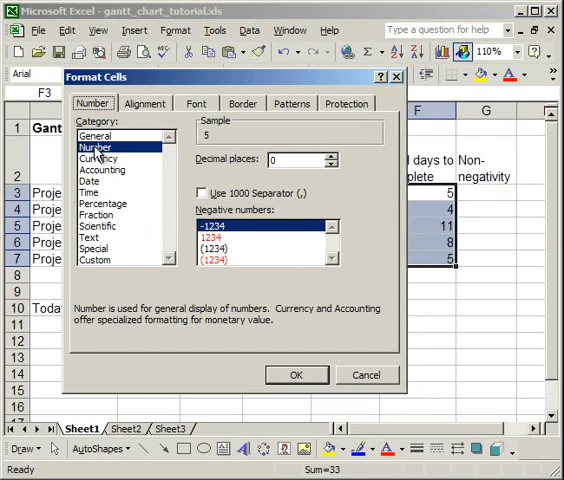 Microsoft Excel - gantt_chart_tutorial.xls
File Edit View Insert Format Tools Data Window Help
Type a question for help
110%
Arial
F3
Format Cells
Number Alignment Font Border Patterns Protection
Category:
General
Number
Currency
Accounting
Date
Time
Percentage
Fraction
Scientific
Text
Special
Custom
Sample
5
Decimal places: 0
Use 1000 Separator (,)
Negative numbers:
-1234
1234
(1234)
(1234)
Number is used for general display of numbers. Currency and Accounting
offer specialized formatting for monetary value.
OK Cancel
F G
1 Gant
2
days to
plete
Non-
negativity
3 Proje 5
4 Proje 4
5 Proje 11
6 Proje 8
7 Proje 5
8
9
10 Toda
11
12
13
14
15
16
17
Sheet1 Sheet2 Sheet3
Draw AutoShapes
Ready Sum=33